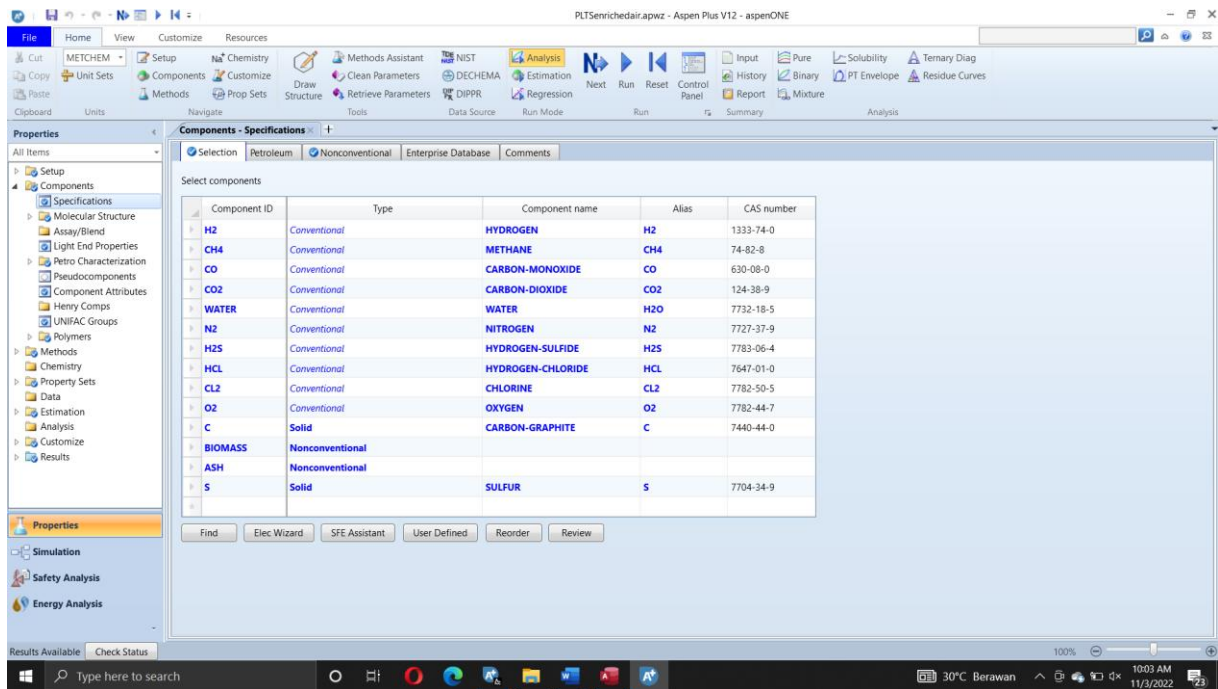 PLTSenrichedair.apwz - Aspen Plus V12 - aspenONE
File Home View Customize Resources
Cut METCHEM Setup Na+ Chemistry Methods Assistant NIST Analysis Input Pure Solubility Ternary Diag
Copy Unit Sets Components Customize Draw Structure Clean Parameters DECHEMA Estimation Next Run Reset Control Panel History Binary PT Envelope Residue Curves
Paste Methods Prop Sets Retrieve Parameters DIPPR Regression Report Mixture
Clipboard Units Navigate Tools Data Source Run Mode Run Summary Analysis
Properties
All Items
Setup
Components
Specifications
Molecular Structure
Assay/Blend
Light End Properties
Petro Characterization
Pseudocomponents
Component Attributes
Henry Comps
UNIFAC Groups
Polymers
Methods
Chemistry
Property Sets
Data
Estimation
Analysis
Customize
Results
Properties
Simulation
Safety Analysis
Energy Analysis
Components - Specifications × +
Selection Petroleum Nonconventional Enterprise Database Comments
Select components
Component ID Type Component name Alias CAS number
H2 Conventional HYDROGEN H2 1333-74-0
CH4 Conventional METHANE CH4 74-82-8
CO Conventional CARBON-MONOXIDE CO 630-08-0
CO2 Conventional CARBON-DIOXIDE CO2 124-38-9
WATER Conventional WATER H2O 7732-18-5
N2 Conventional NITROGEN N2 7727-37-9
H2S Conventional HYDROGEN-SULFIDE H2S 7783-06-4
HCL Conventional HYDROGEN-CHLORIDE HCL 7647-01-0
CL2 Conventional CHLORINE CL2 7782-50-5
O2 Conventional OXYGEN O2 7782-44-7
C Solid CARBON-GRAPHITE C 7440-44-0
BIOMASS Nonconventional
ASH Nonconventional
S Solid SULFUR S 7704-34-9
Find Elec Wizard SFE Assistant User Defined Reorder Review
Results Available Check Status 100%
Type here to search 30°C Berawan 10:03 AM
11/3/2022 23